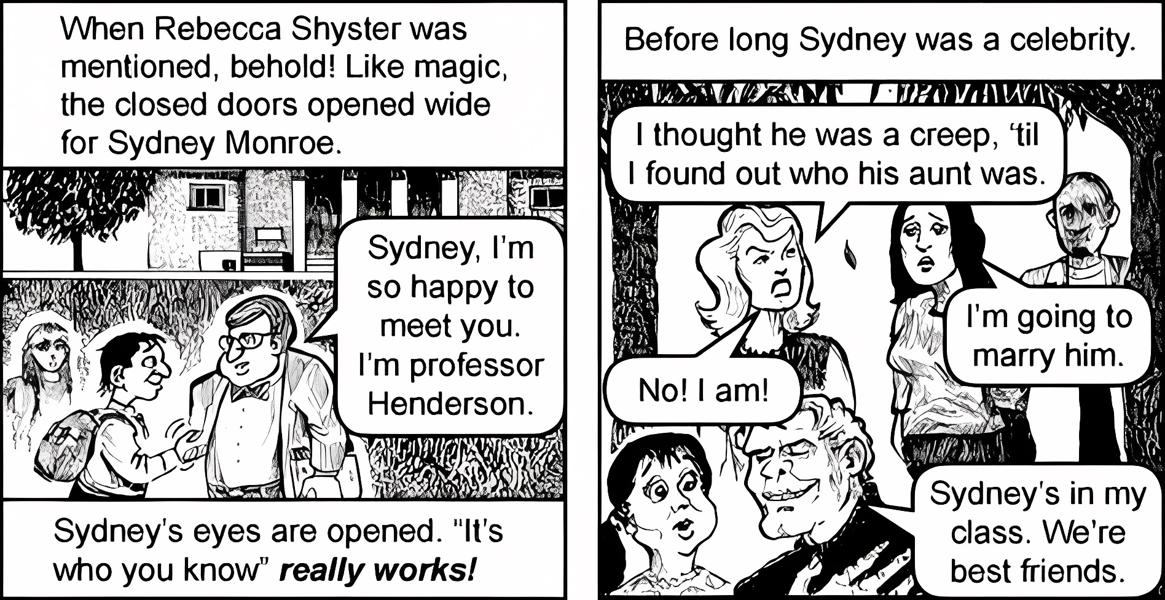 When Rebecca Shyster was
mentioned, behold! Like magic,
the closed doors opened wide
for Sydney Monroe.
Sydney, I'm
so happy to
meet you.
I'm professor
Henderson.
Sydney's eyes are opened. "It's
who you know" really works!
Before long Sydney was a celebrity.
I thought he was a creep, ‘til
I found out who his aunt was.
I'm going to
marry him.
No! I am!
Sydney's in my
class. We're
best friends.